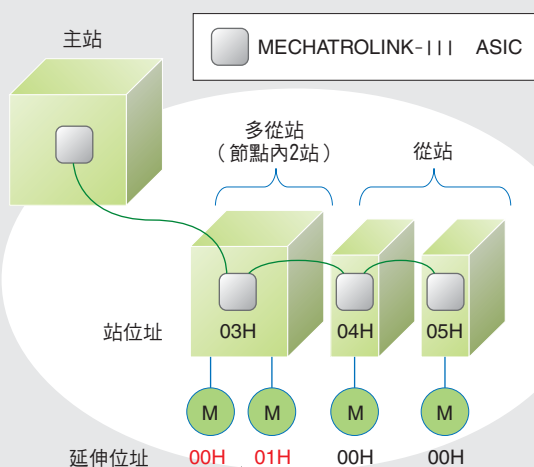 主站
MECHATROLINK-III ASIC
多從站
（節點內2站）
從站
站位址
03H
04H
05H
M
M
M
M
延伸位址
00H
01H
00H
00H